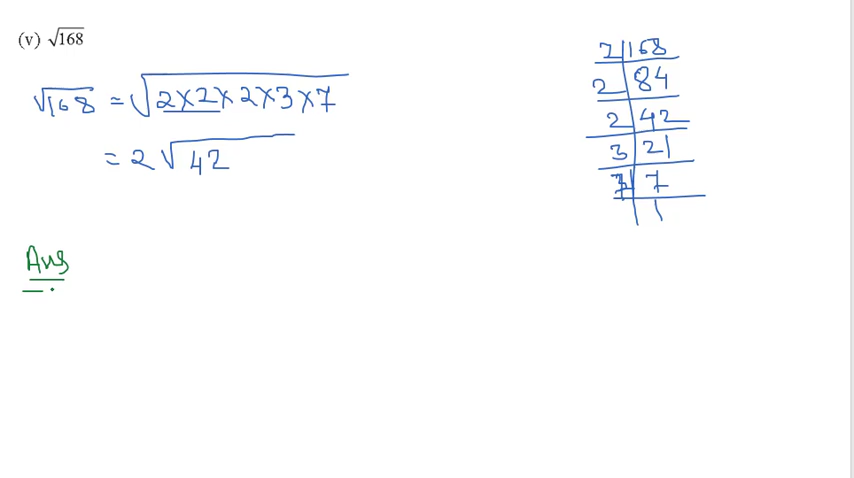 (v) √168
√168 = √2×2×2×3×7
= 2√42
2|168
2|84
2|42
3|21
7|7
|1
Ans